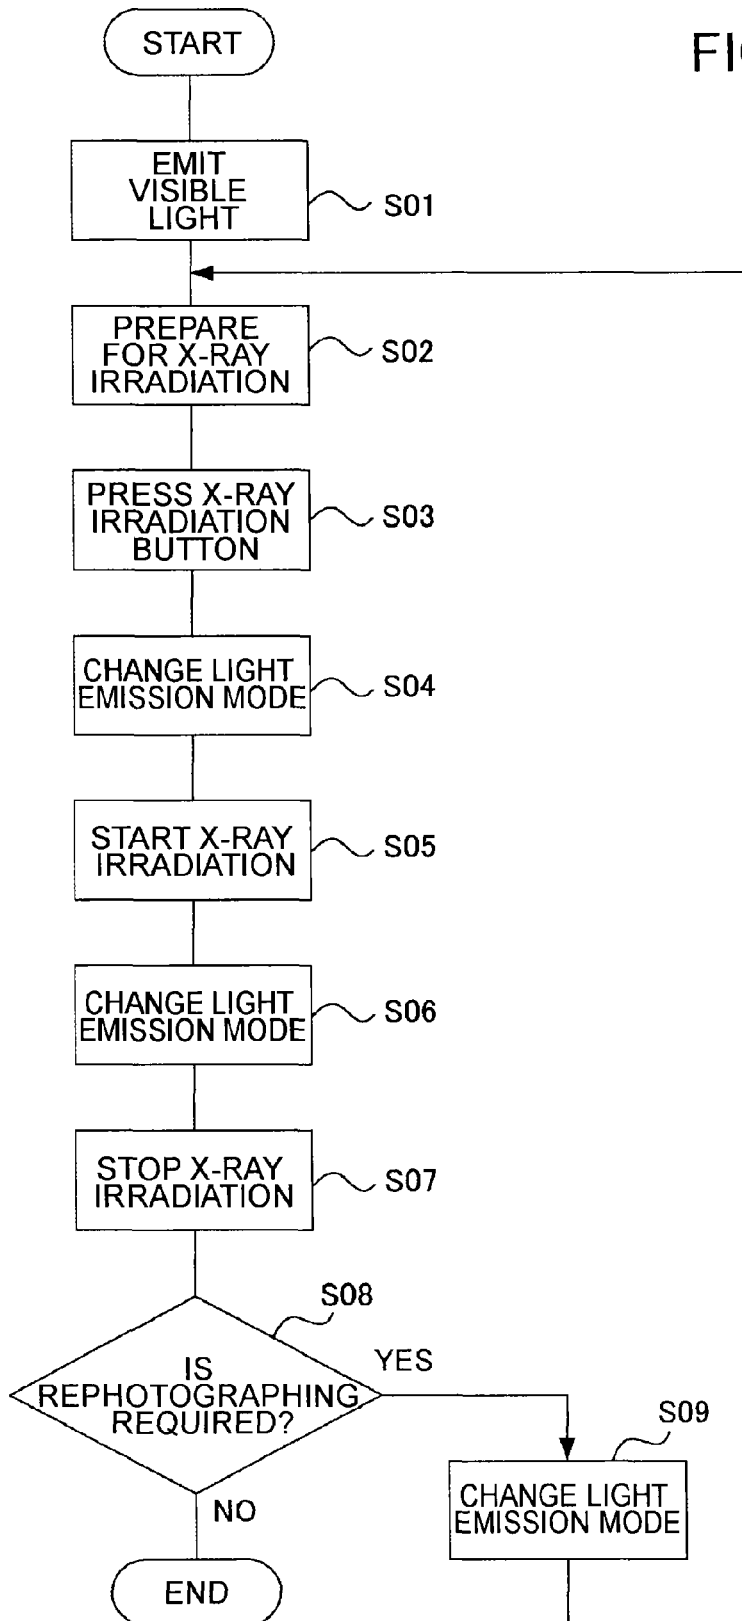 START
FI
EMIT
VISIBLE
LIGHT
S01
PREPARE
FOR X-RAY
IRRADIATION
S02
PRESS X-RAY
IRRADIATION
BUTTON
S03
CHANGE LIGHT
EMISSION MODE
S04
START X-RAY
IRRADIATION
S05
CHANGE LIGHT
EMISSION MODE
S06
STOP X-RAY
IRRADIATION
S07
S08
IS
REPHOTOGRAPHING
REQUIRED?
YES
S09
CHANGE LIGHT
EMISSION MODE
NO
END